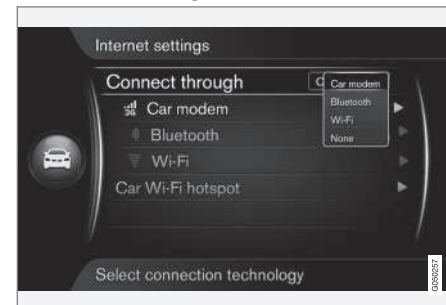 Internet settings
Connect through
Car modem
Bluetooth
Wi-Fi
None
3G Car modem
Bluetooth
Wi-Fi
Car Wi-Fi hotspot
Select connection technology
G050257